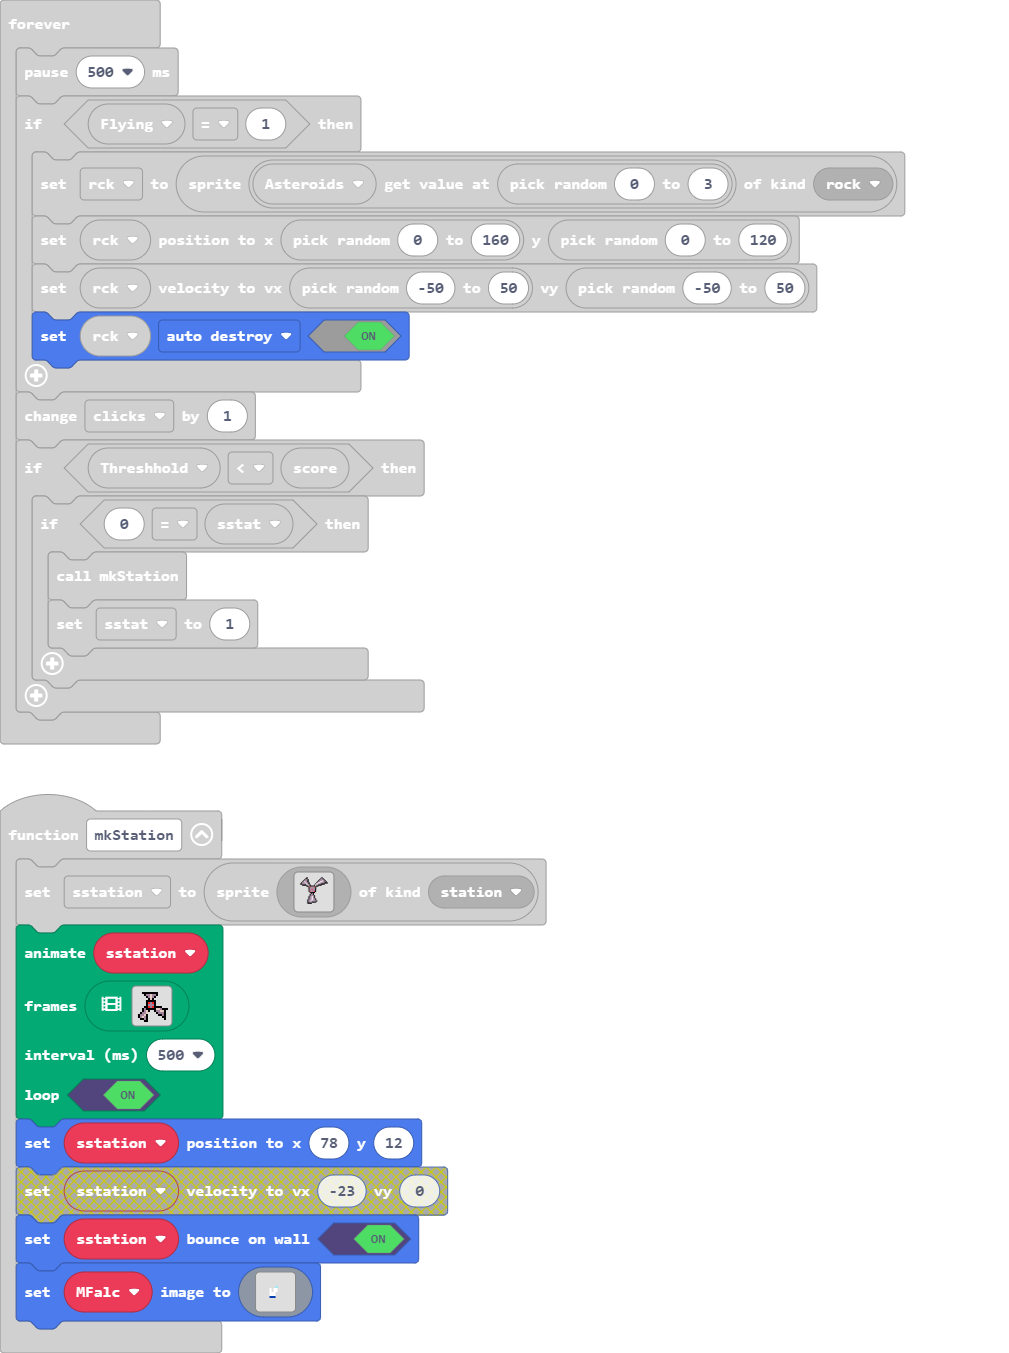 forever
pause 500 ms
if Flying = 1 then
set rck to sprite Asteroids get value at pick random 0 to 3 of kind rock
set rck position to x pick random 0 to 160 y pick random 0 to 120
set rck velocity to vx pick random -50 to 50 vy pick random -50 to 50
set rck auto destroy ON
change clicks by 1
if Threshhold < score then
if 0 = sstat then
call mkStation
set sstat to 1
function mkStation
set sstation to sprite of kind station
animate sstation
frames
interval (ms) 500
loop ON
set sstation position to x 78 y 12
set sstation velocity to vx -23 vy 0
set sstation bounce on wall ON
set MFalc image to